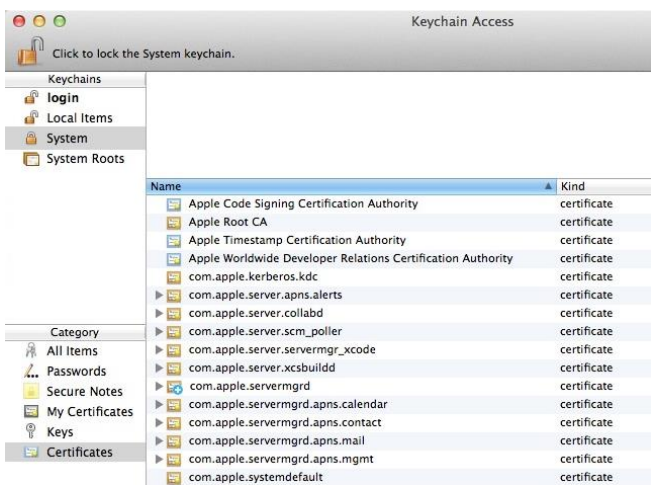 Keychain Access
Click to lock the System keychain.
Keychains
login
Local Items
System
System Roots
Name Kind
Apple Code Signing Certification Authority certificate
Apple Root CA certificate
Apple Timestamp Certification Authority certificate
Apple Worldwide Developer Relations Certification Authority certificate
com.apple.kerberos.kdc certificate
com.apple.server.apns.alerts certificate
com.apple.server.collabd certificate
com.apple.server.scm_poller certificate
com.apple.server.servermgr_xcode certificate
com.apple.server.xcsbuildd certificate
com.apple.servermgrd certificate
com.apple.servermgrd.apns.calendar certificate
com.apple.servermgrd.apns.contact certificate
com.apple.servermgrd.apns.mail certificate
com.apple.servermgrd.apns.mgmt certificate
com.apple.systemdefault certificate
Category
All Items
Passwords
Secure Notes
My Certificates
Keys
Certificates